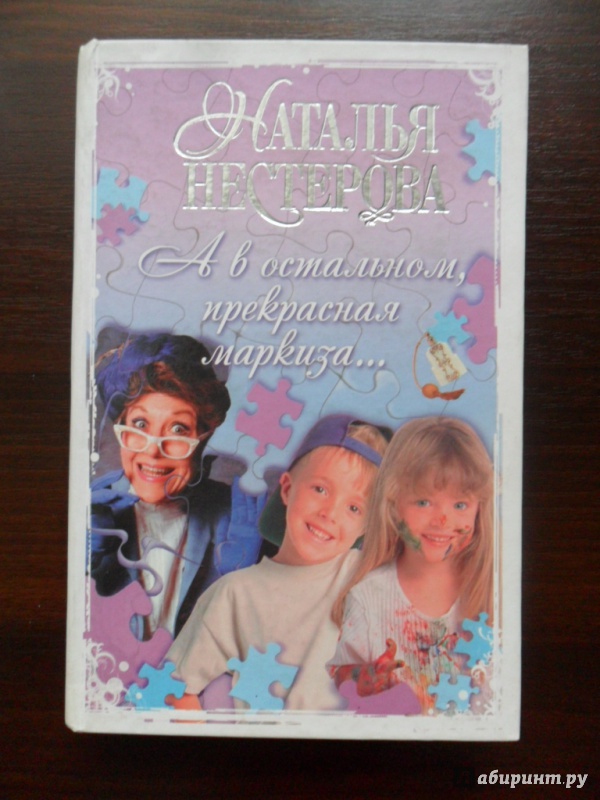 Наталья
Нестерова
А в остальном,
прекрасная
маркиза...
абиринт.ру